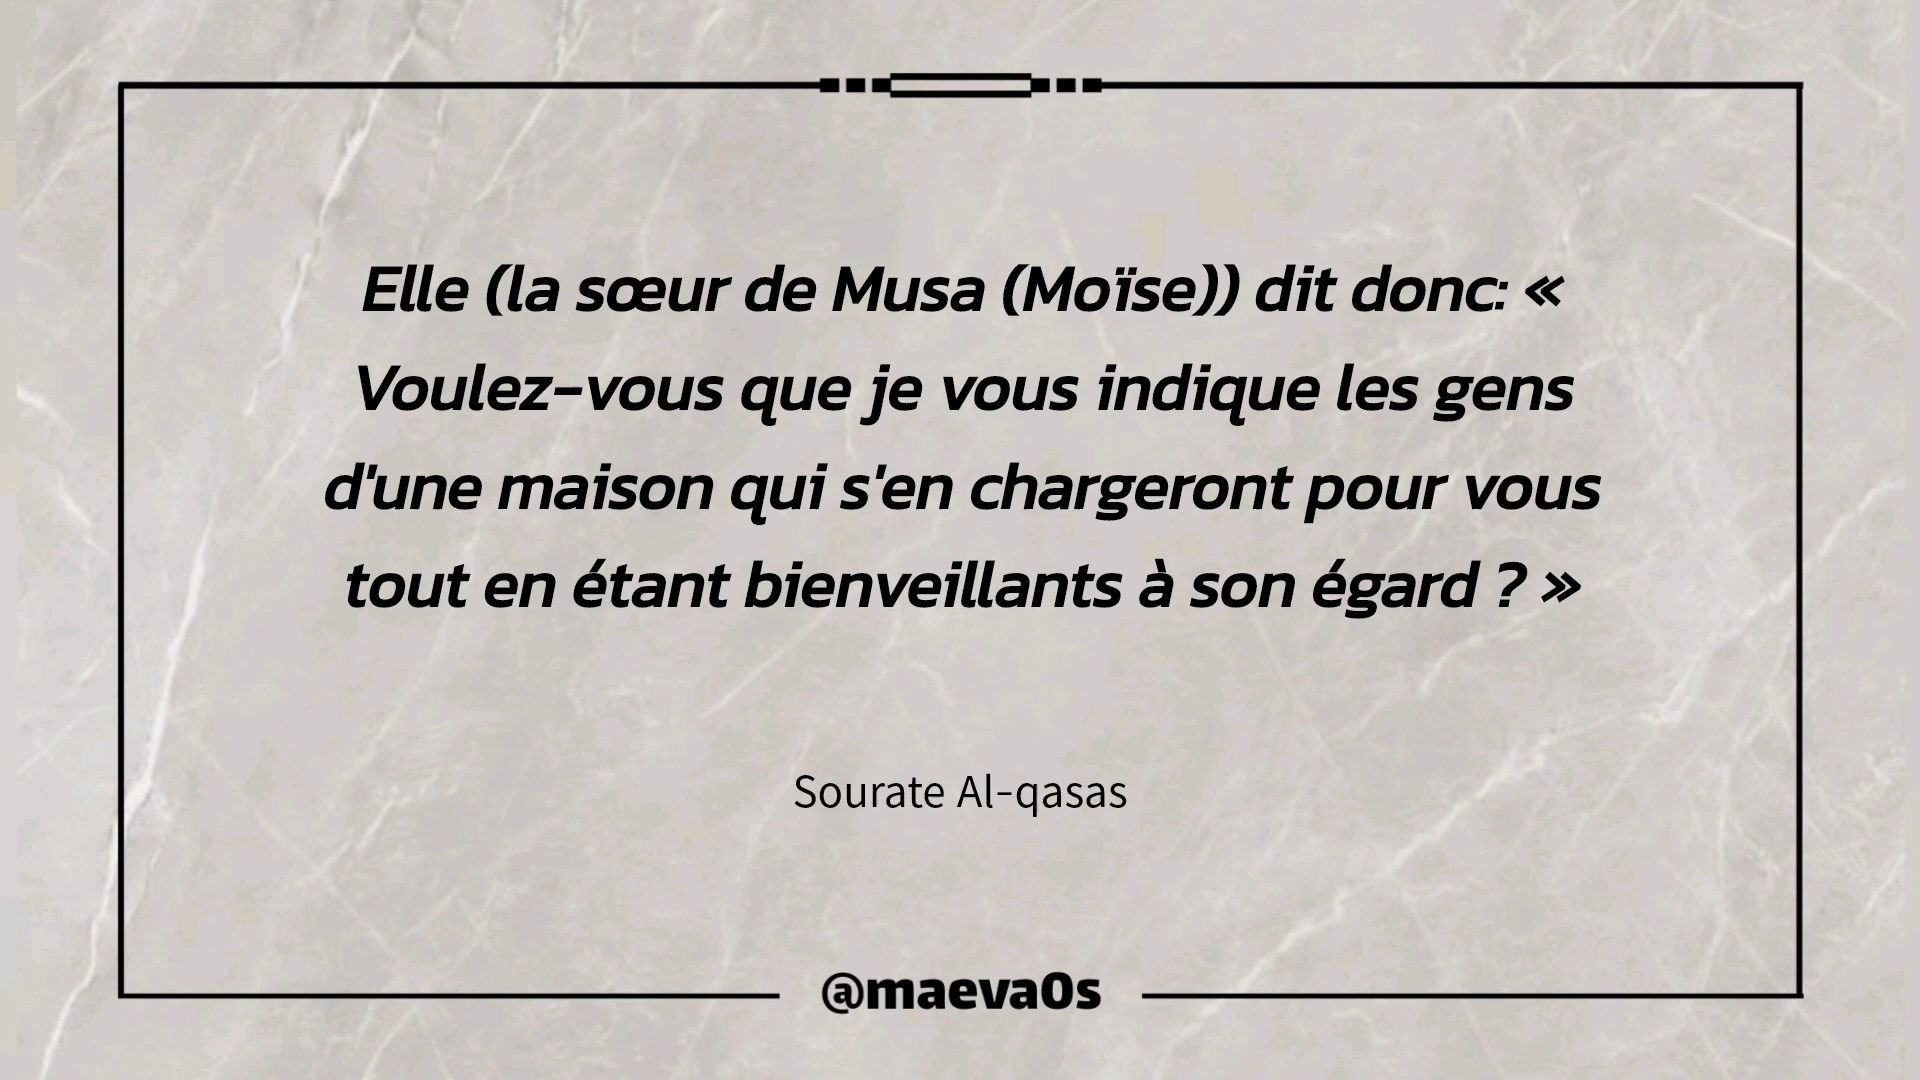 Elle (la sœur de Musa (Moïse)) dit donc: «
Voulez-vous que je vous indique les gens
d'une maison qui s'en chargeront pour vous
tout en étant bienveillants à son égard ? »
Sourate Al-qasas
@maeva0s